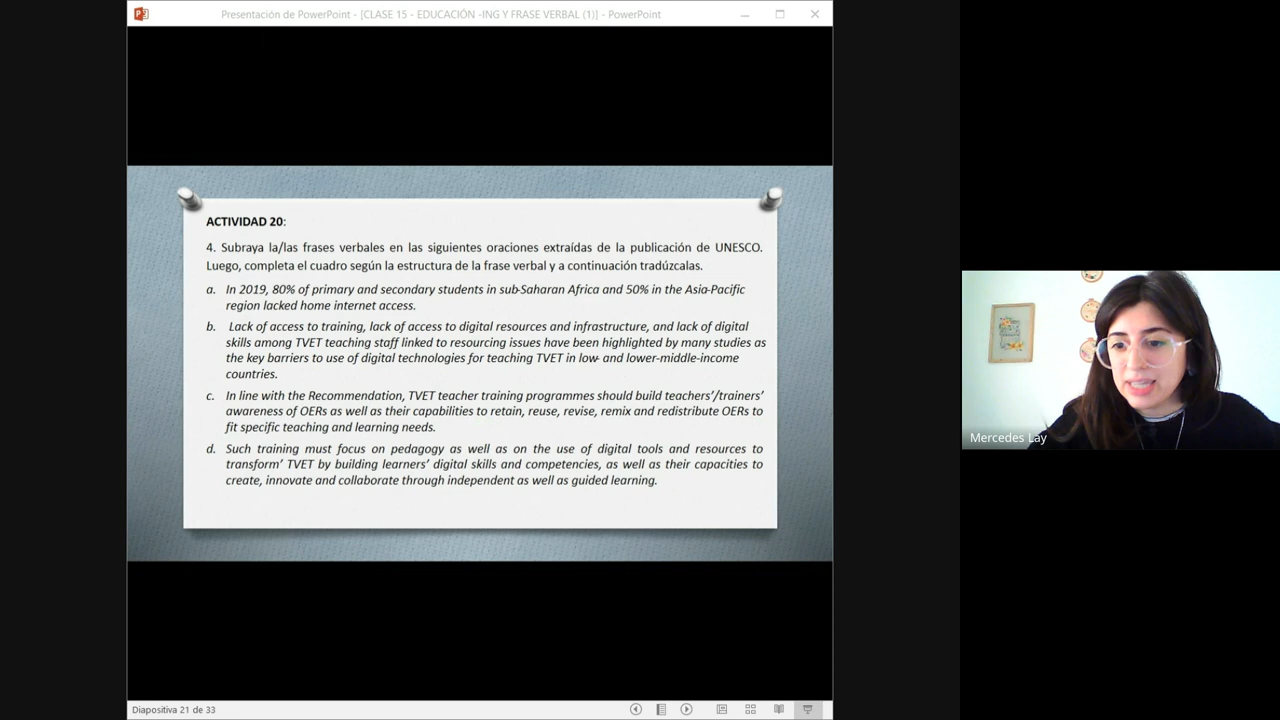 Presentación de PowerPoint - [CLASE 15 - EDUCACIÓN -ING Y FRASE VERBAL (1)] - PowerPoint
ACTIVIDAD 20:
4. Subraya la/las frases verbales en las siguientes oraciones extraídas de la publicación de UNESCO.
Luego, completa el cuadro según la estructura de la frase verbal y a continuación tradúzcalas.
a. In 2019, 80% of primary and secondary students in sub-Saharan Africa and 50% in the Asia-Pacific
region lacked home internet access.
b. Lack of access to training, lack of access to digital resources and infrastructure, and lack of digital
skills among TVET teaching staff linked to resourcing issues have been highlighted by many studies as
the key barriers to use of digital technologies for teaching TVET in low- and lower-middle-income
countries.
c. In line with the Recommendation, TVET teacher training programmes should build teachers'/trainers'
awareness of OERs as well as their capabilities to retain, reuse, revise, remix and redistribute OERs to
fit specific teaching and learning needs.
d. Such training must focus on pedagogy as well as on the use of digital tools and resources to
transform' TVET by building learners' digital skills and competencies, as well as their capacities to
create, innovate and collaborate through independent as well as guided learning.
Mercedes Lay
Diapositiva 21 de 33